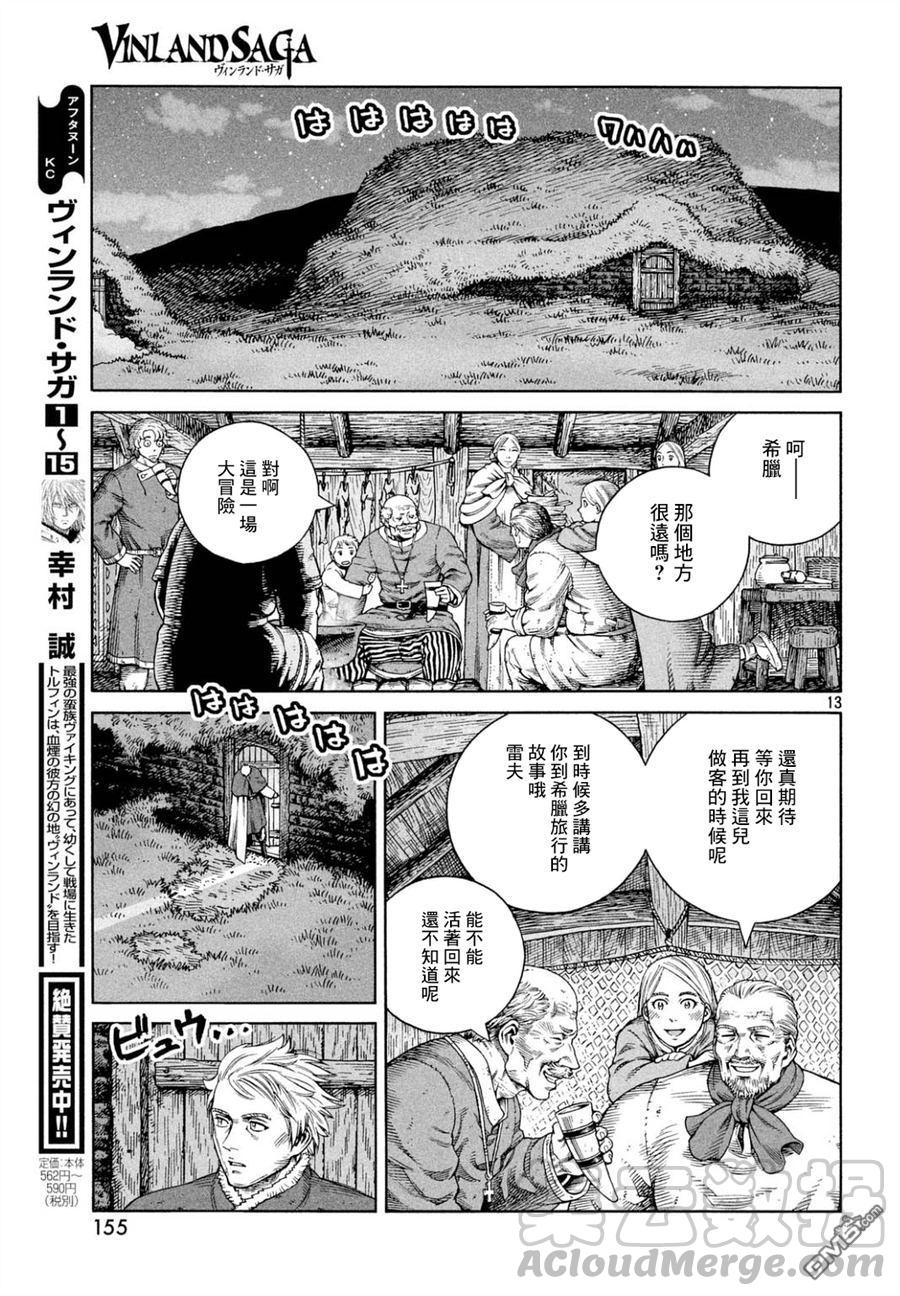 VINLAND SAGA
ヴィンランド・サガ
はははははは
ワハハハ
呵——
希臘
那個地方
很遠嗎？
對啊
這是一場
大冒險
13
還真期待
等你回來
再到我這兒
做客的時候呢
到時候多講講
你到希臘旅行的
故事哦
雷夫
能不能
活著回來
還不知道呢
はははははは
ビュウ…
アフタヌーン
KC
ヴィンランド・サガ
1〜15
幸村 誠
最強の蛮族ヴァイキングにあって、幼くして戦場に生きた
トルフィンは、血煙の彼方の幻の地“ヴィンランド”を目指す！
絶賛発売中!!
定価:本体
562円〜
590円
(税別)
155
AcloudMerge.com